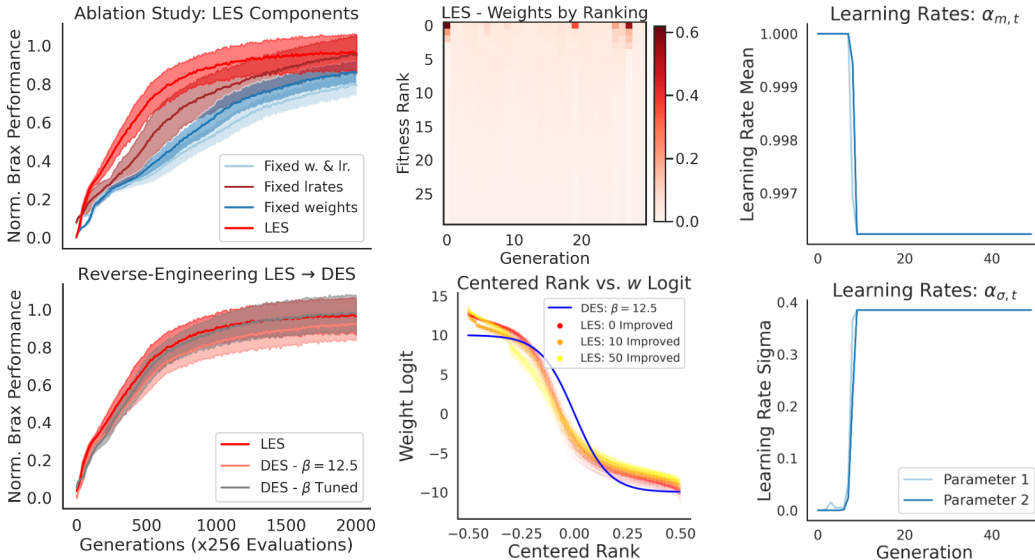 Ablation Study: LES Components
Norm. Brax Performance
1.0
0.8
0.6
0.4
0.2
0.0
Fixed w. & lr.
Fixed lrates
Fixed weights
LES
LES - Weights by Ranking
Fitness Rank
0
5
10
15
20
25
0
10
20
Generation
0.6
0.4
0.2
0.0
Learning Rates: α_{m,t}
Learning Rate Mean
1.000
0.999
0.998
0.997
0
20
40
Reverse-Engineering LES → DES
Norm. Brax Performance
1.0
0.8
0.6
0.4
0.2
0.0
LES
DES - β = 12.5
DES - β Tuned
0
500
1000
1500
2000
Generations (x256 Evaluations)
Centered Rank vs. w Logit
Weight Logit
15
10
5
0
−5
−10
DES: β = 12.5
LES: 0 Improved
LES: 10 Improved
LES: 50 Improved
−0.50
−0.25
0.00
0.25
0.50
Centered Rank
Learning Rates: α_{σ,t}
Learning Rate Sigma
0.4
0.3
0.2
0.1
0.0
Parameter 1
Parameter 2
0
20
40
Generation